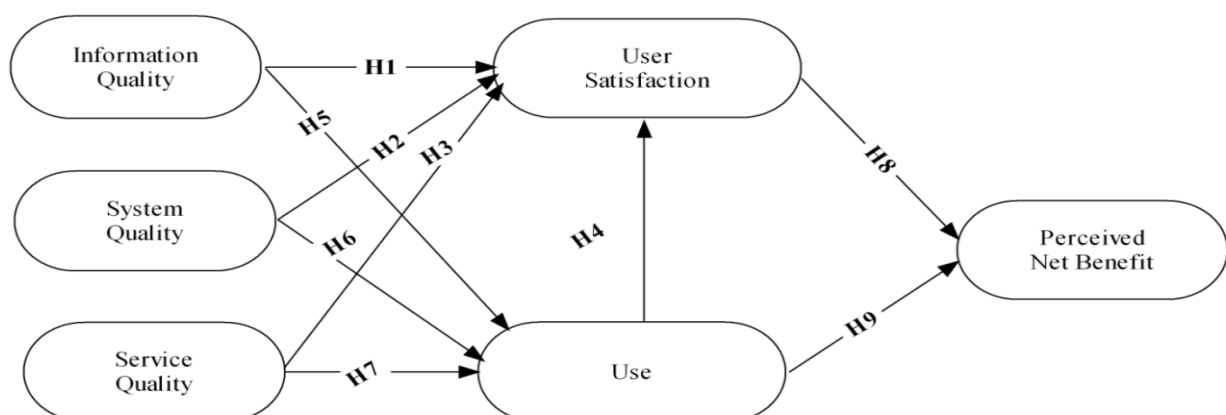 Information
Quality
H1
User
Satisfaction
H5
H2
H3
H8
System
Quality
H6
H4
Perceived
Net Benefit
Service
Quality
H7
Use
H9